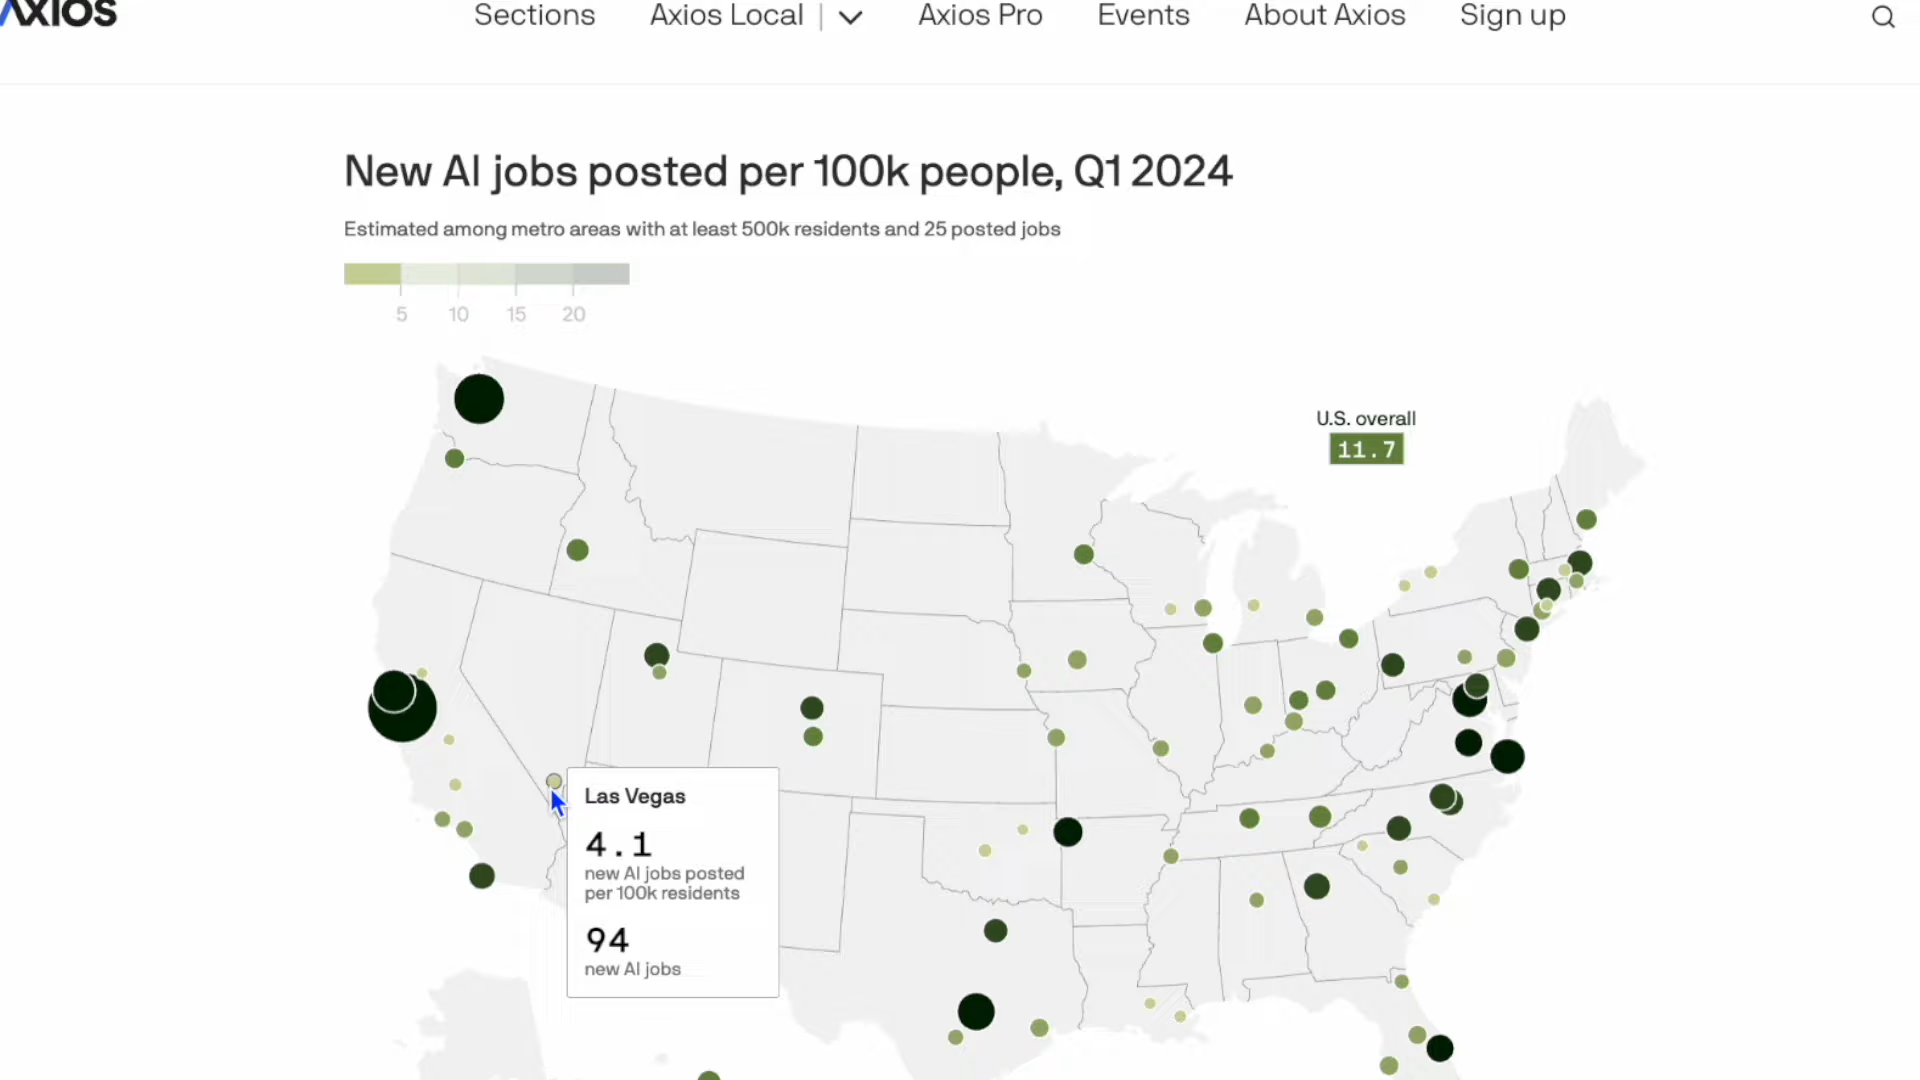 AXIOS
Sections
Axios Local
Axios Pro
Events
About Axios
Sign up
New AI jobs posted per 100k people, Q1 2024
Estimated among metro areas with at least 500k residents and 25 posted jobs
5 10 15 20
U.S. overall
11.7
Las Vegas
4.1
new AI jobs posted
per 100k residents
94
new AI jobs